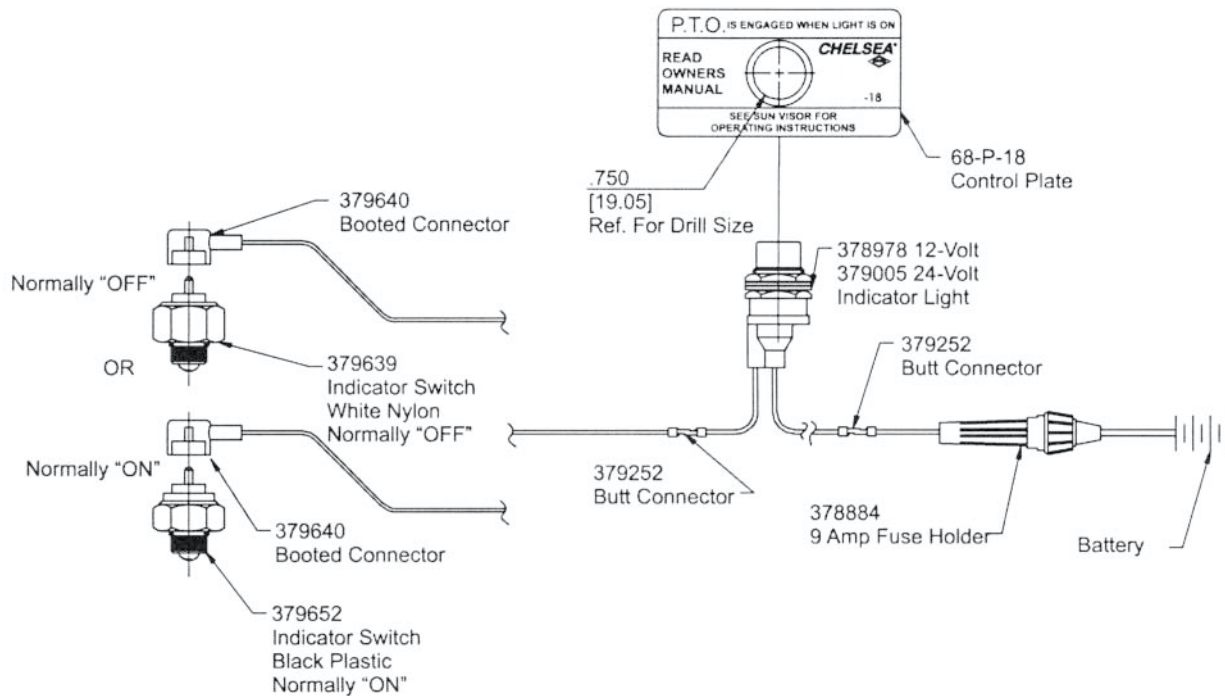 P.T.O. IS ENGAGED WHEN LIGHT IS ON
READ
OWNERS
MANUAL
CHELSEA
-18
SEE SUN VISOR FOR
OPERATING INSTRUCTIONS
68-P-18
Control Plate
.750
[19.05]
Ref. For Drill Size
379640
Booted Connector
Normally “OFF”
378978 12-Volt
379005 24-Volt
Indicator Light
OR
379639
Indicator Switch
White Nylon
Normally “OFF”
379252
Butt Connector
Normally “ON”
379252
Butt Connector
378884
9 Amp Fuse Holder
Battery
379640
Booted Connector
379652
Indicator Switch
Black Plastic
Normally “ON”